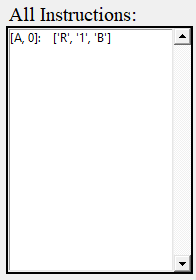 All Instructions:
[A, 0]: ['R', '1', 'B']